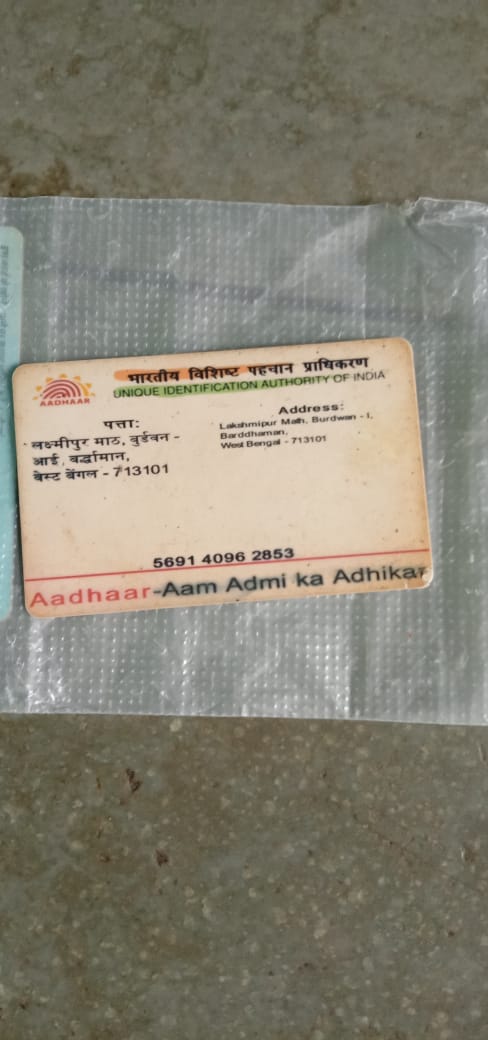 भारतीय विशिष्ट पहचान प्राधिकरण
UNIQUE IDENTIFICATION AUTHORITY OF INDIA
AADHAAR
पत्ता:
लक्ष्मीपुर माठ, बुर्डवन -
आई, बर्द्धामान,
बेस्ट बेंगल - 713101
Address:
Lakshmipur Math, Burdwan - I,
Barddhaman,
West Bengal - 713101
5691 4096 2853
Aadhaar-Aam Admi ka Adhikar